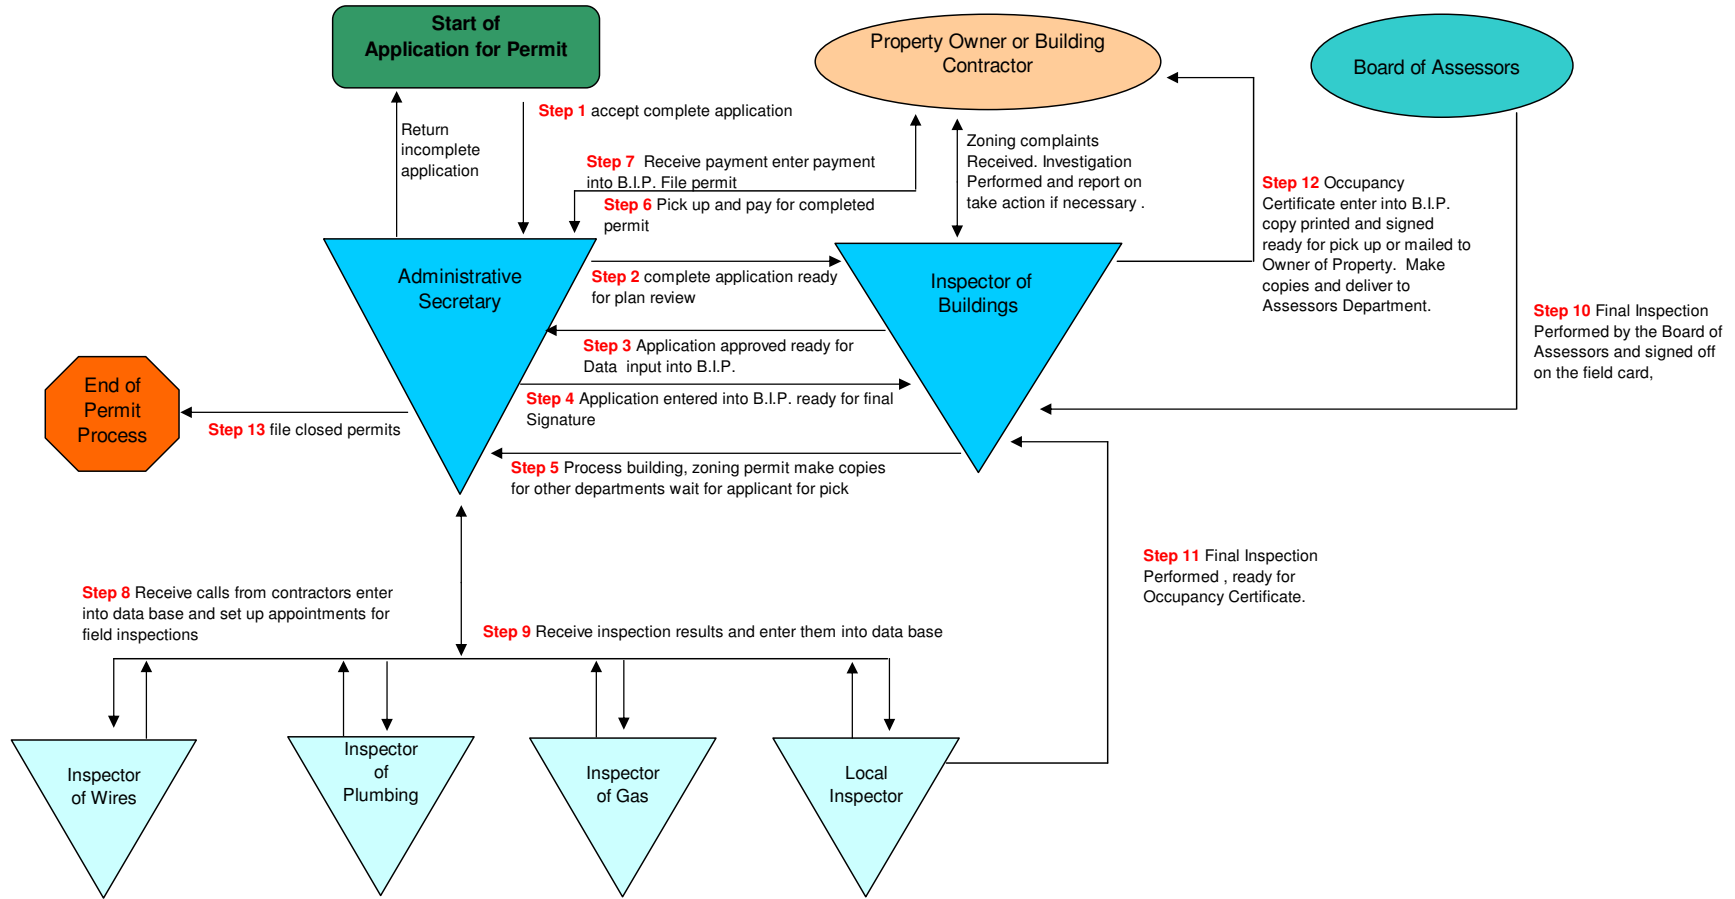 Start of
Application for Permit
Property Owner or Building
Contractor
Board of Assessors
Step 1 accept complete application
Return
incomplete
application
Zoning complaints
Received. Investigation
Performed and report on
take action if necessary .
Step 7  Receive payment enter payment
into B.I.P. File permit
Step 6 Pick up and pay for completed
permit
Step 12 Occupancy
Certificate enter into B.I.P.
copy printed and signed
ready for pick up or mailed to
Owner of Property.  Make
copies and deliver to
Assessors Department.
Administrative
Secretary
Step 2 complete application ready
for plan review
Inspector of
Buildings
Step 10 Final Inspection
Performed by the Board of
Assessors and signed off
on the field card,
Step 3 Application approved ready for
Data  input into B.I.P.
End of
Permit
Process
Step 4 Application entered into B.I.P. ready for final
Signature
Step 13 file closed permits
Step 5 Process building, zoning permit make copies
for other departments wait for applicant for pick
Step 11 Final Inspection
Performed , ready for
Occupancy Certificate.
Step 8 Receive calls from contractors enter
into data base and set up appointments for
field inspections
Step 9 Receive inspection results and enter them into data base
Inspector
of Wires
Inspector
of
Plumbing
Inspector
of Gas
Local
Inspector